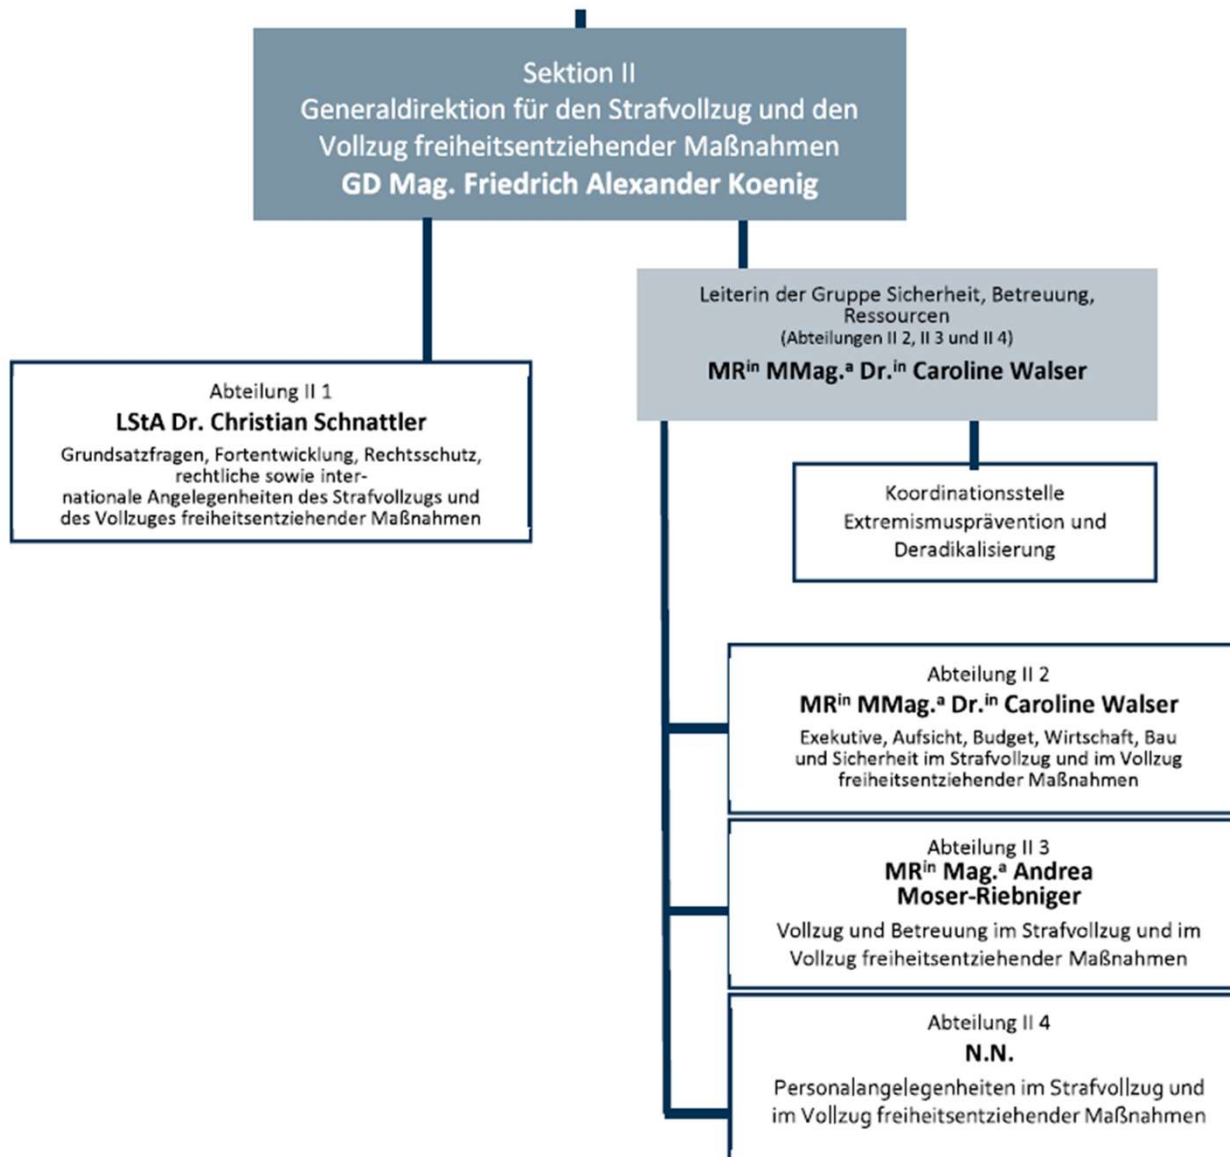 Sektion II
Generaldirektion für den Strafvollzug und den
Vollzug freiheitsentziehender Maßnahmen
GD Mag. Friedrich Alexander Koenig
Leiterin der Gruppe Sicherheit, Betreuung,
Ressourcen
(Abteilungen II 2, II 3 und II 4)
MRⁱⁿ MMag.ᵃ Dr.ⁱⁿ Caroline Walser
Abteilung II 1
LStA Dr. Christian Schnattler
Grundsatzfragen, Fortentwicklung, Rechtsschutz,
rechtliche sowie inter-
nationale Angelegenheiten des Strafvollzugs und
des Vollzuges freiheitsentziehender Maßnahmen
Koordinationsstelle
Extremismusprävention und
Deradikalisierung
Abteilung II 2
MRⁱⁿ MMag.ᵃ Dr.ⁱⁿ Caroline Walser
Exekutive, Aufsicht, Budget, Wirtschaft, Bau
und Sicherheit im Strafvollzug und im Vollzug
freiheitsentziehender Maßnahmen
Abteilung II 3
MRⁱⁿ Mag.ᵃ Andrea
Moser-Riebniger
Vollzug und Betreuung im Strafvollzug und im
Vollzug freiheitsentziehender Maßnahmen
Abteilung II 4
N.N.
Personalangelegenheiten im Strafvollzug und
im Vollzug freiheitsentziehender Maßnahmen